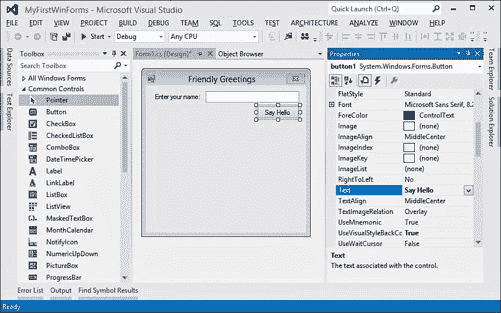 MyFirstWinForms - Microsoft Visual Studio
Quick Launch (Ctrl+Q)
FILE EDIT VIEW PROJECT BUILD DEBUG TEAM SQL TOOLS TEST ARCHITECTURE ANALYZE WINDOW HELP
Start Debug Any CPU
Data Sources
Test Explorer
Toolbox
Search Toolbox
All Windows Forms
Common Controls
Pointer
Button
CheckBox
CheckedListBox
ComboBox
DateTimePicker
Label
LinkLabel
ListBox
ListView
MaskedTextBox
MonthCalendar
NotifyIcon
NumericUpDown
PictureBox
ProgressBar
Form1.cs [Design]*
Object Browser
Friendly Greetings
Enter your name:
Say Hello
Properties
button1 System.Windows.Forms.Button
FlatStyle Standard
Font Microsoft Sans Serif, 8.2
ForeColor ControlText
Image (none)
ImageAlign MiddleCenter
ImageIndex (none)
ImageKey (none)
ImageList (none)
RightToLeft No
Text Say Hello
TextAlign MiddleCenter
TextImageRelation Overlay
UseMnemonic True
UseVisualStyleBackCo True
UseWaitCursor False
Text
The text associated with the control.
Team Explorer
Solution Explorer
Error List Output Find Symbol Results